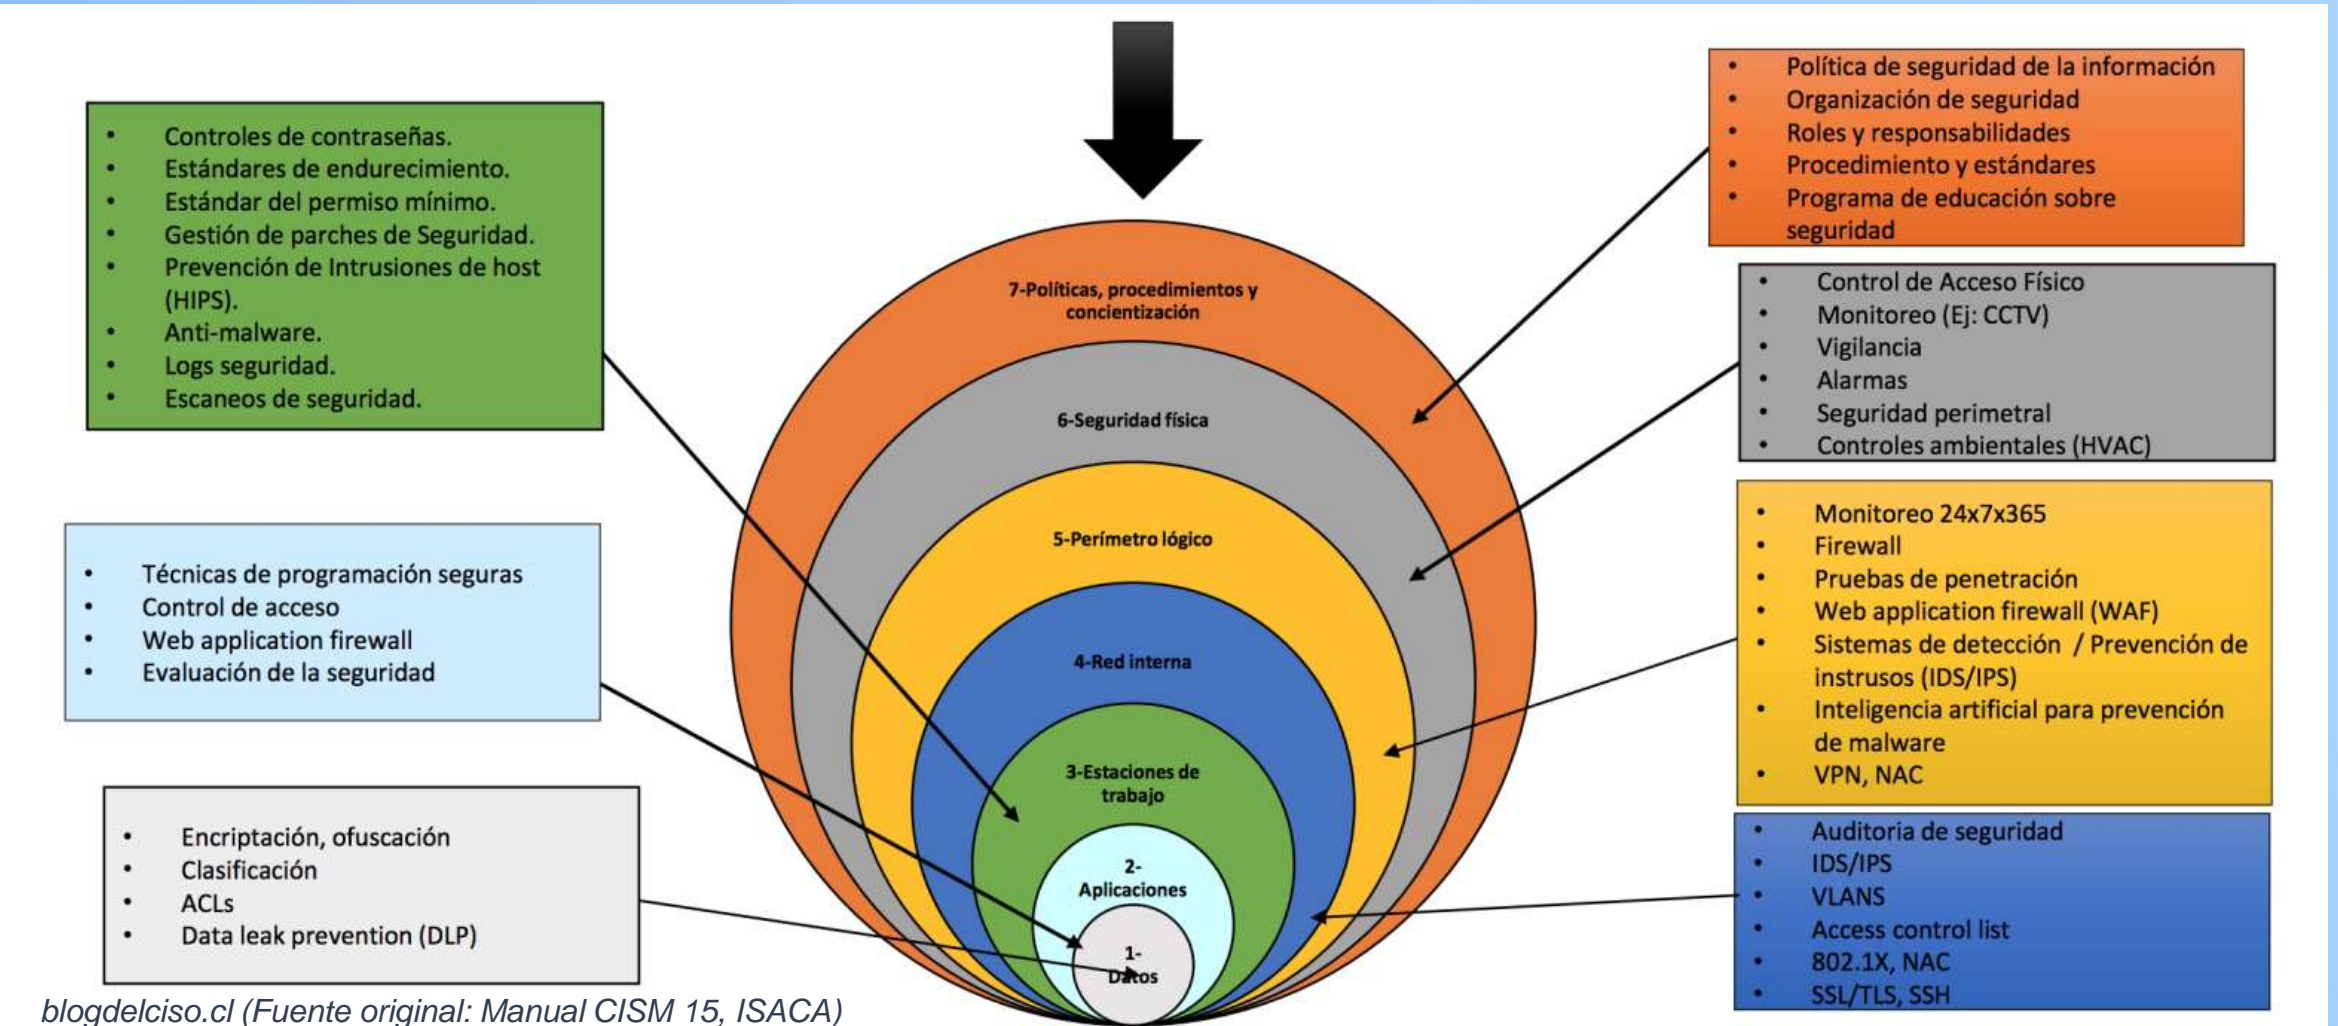 • Controles de contraseñas.
• Estándares de endurecimiento.
• Estándar del permiso mínimo.
• Gestión de parches de Seguridad.
• Prevención de Intrusiones de host
(HIPS).
• Anti-malware.
• Logs seguridad.
• Escaneos de seguridad.
• Técnicas de programación seguras
• Control de acceso
• Web application firewall
• Evaluación de la seguridad
• Encriptación, ofuscación
• Clasificación
• ACLs
• Data leak prevention (DLP)
7-Políticas, procedimientos y
concientización
6-Seguridad física
5-Perímetro lógico
4-Red interna
3-Estaciones de
trabajo
2-
Aplicaciones
1-
Datos
• Política de seguridad de la información
• Organización de seguridad
• Roles y responsabilidades
• Procedimiento y estándares
• Programa de educación sobre
seguridad
• Control de Acceso Físico
• Monitoreo (Ej: CCTV)
• Vigilancia
• Alarmas
• Seguridad perimetral
• Controles ambientales (HVAC)
• Monitoreo 24x7x365
• Firewall
• Pruebas de penetración
• Web application firewall (WAF)
• Sistemas de detección / Prevención de
instrusos (IDS/IPS)
• Inteligencia artificial para prevención
de malware
• VPN, NAC
• Auditoria de seguridad
• IDS/IPS
• VLANS
• Access control list
• 802.1X, NAC
• SSL/TLS, SSH
blogdelciso.cl (Fuente original: Manual CISM 15, ISACA)